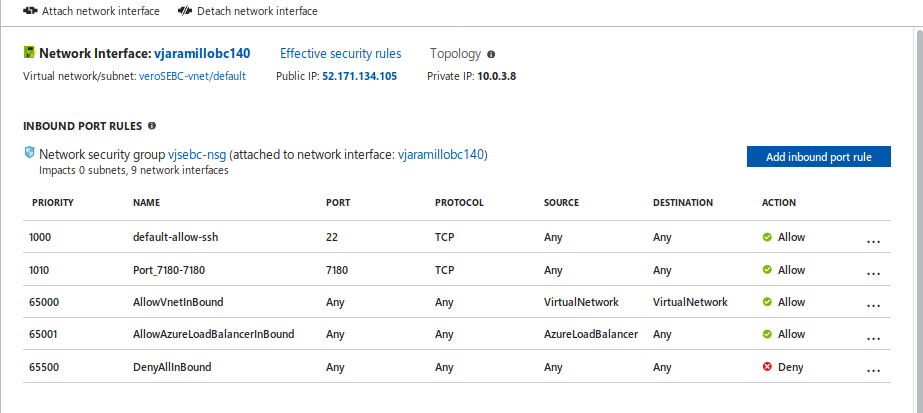 Attach network interface Detach network interface
Network Interface: vjaramillobc140 Effective security rules Topology
Virtual network/subnet: veroSEBC-vnet/default Public IP: 52.171.134.105 Private IP: 10.0.3.8
INBOUND PORT RULES
Network security group vjsebc-nsg (attached to network interface: vjaramillobc140)
Impacts 0 subnets, 9 network interfaces
Add inbound port rule
PRIORITY NAME PORT PROTOCOL SOURCE DESTINATION ACTION
1000 default-allow-ssh 22 TCP Any Any Allow ...
1010 Port_7180-7180 7180 TCP Any Any Allow ...
65000 AllowVnetInBound Any Any VirtualNetwork VirtualNetwork Allow ...
65001 AllowAzureLoadBalancerInBound Any Any AzureLoadBalancer Any Allow ...
65500 DenyAllInBound Any Any Any Any Deny ...